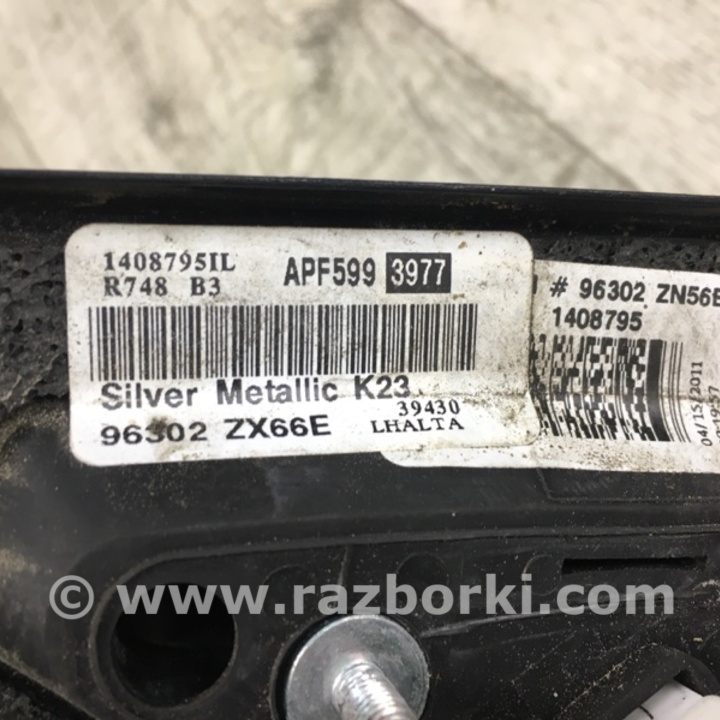 1408795IL
R748 B3
APF599 3977
Silver Metallic K23
96302 ZX66E
39430
LHALTA
# 96302 ZN56E
1408795
04/15/2011
© www.razborki.com